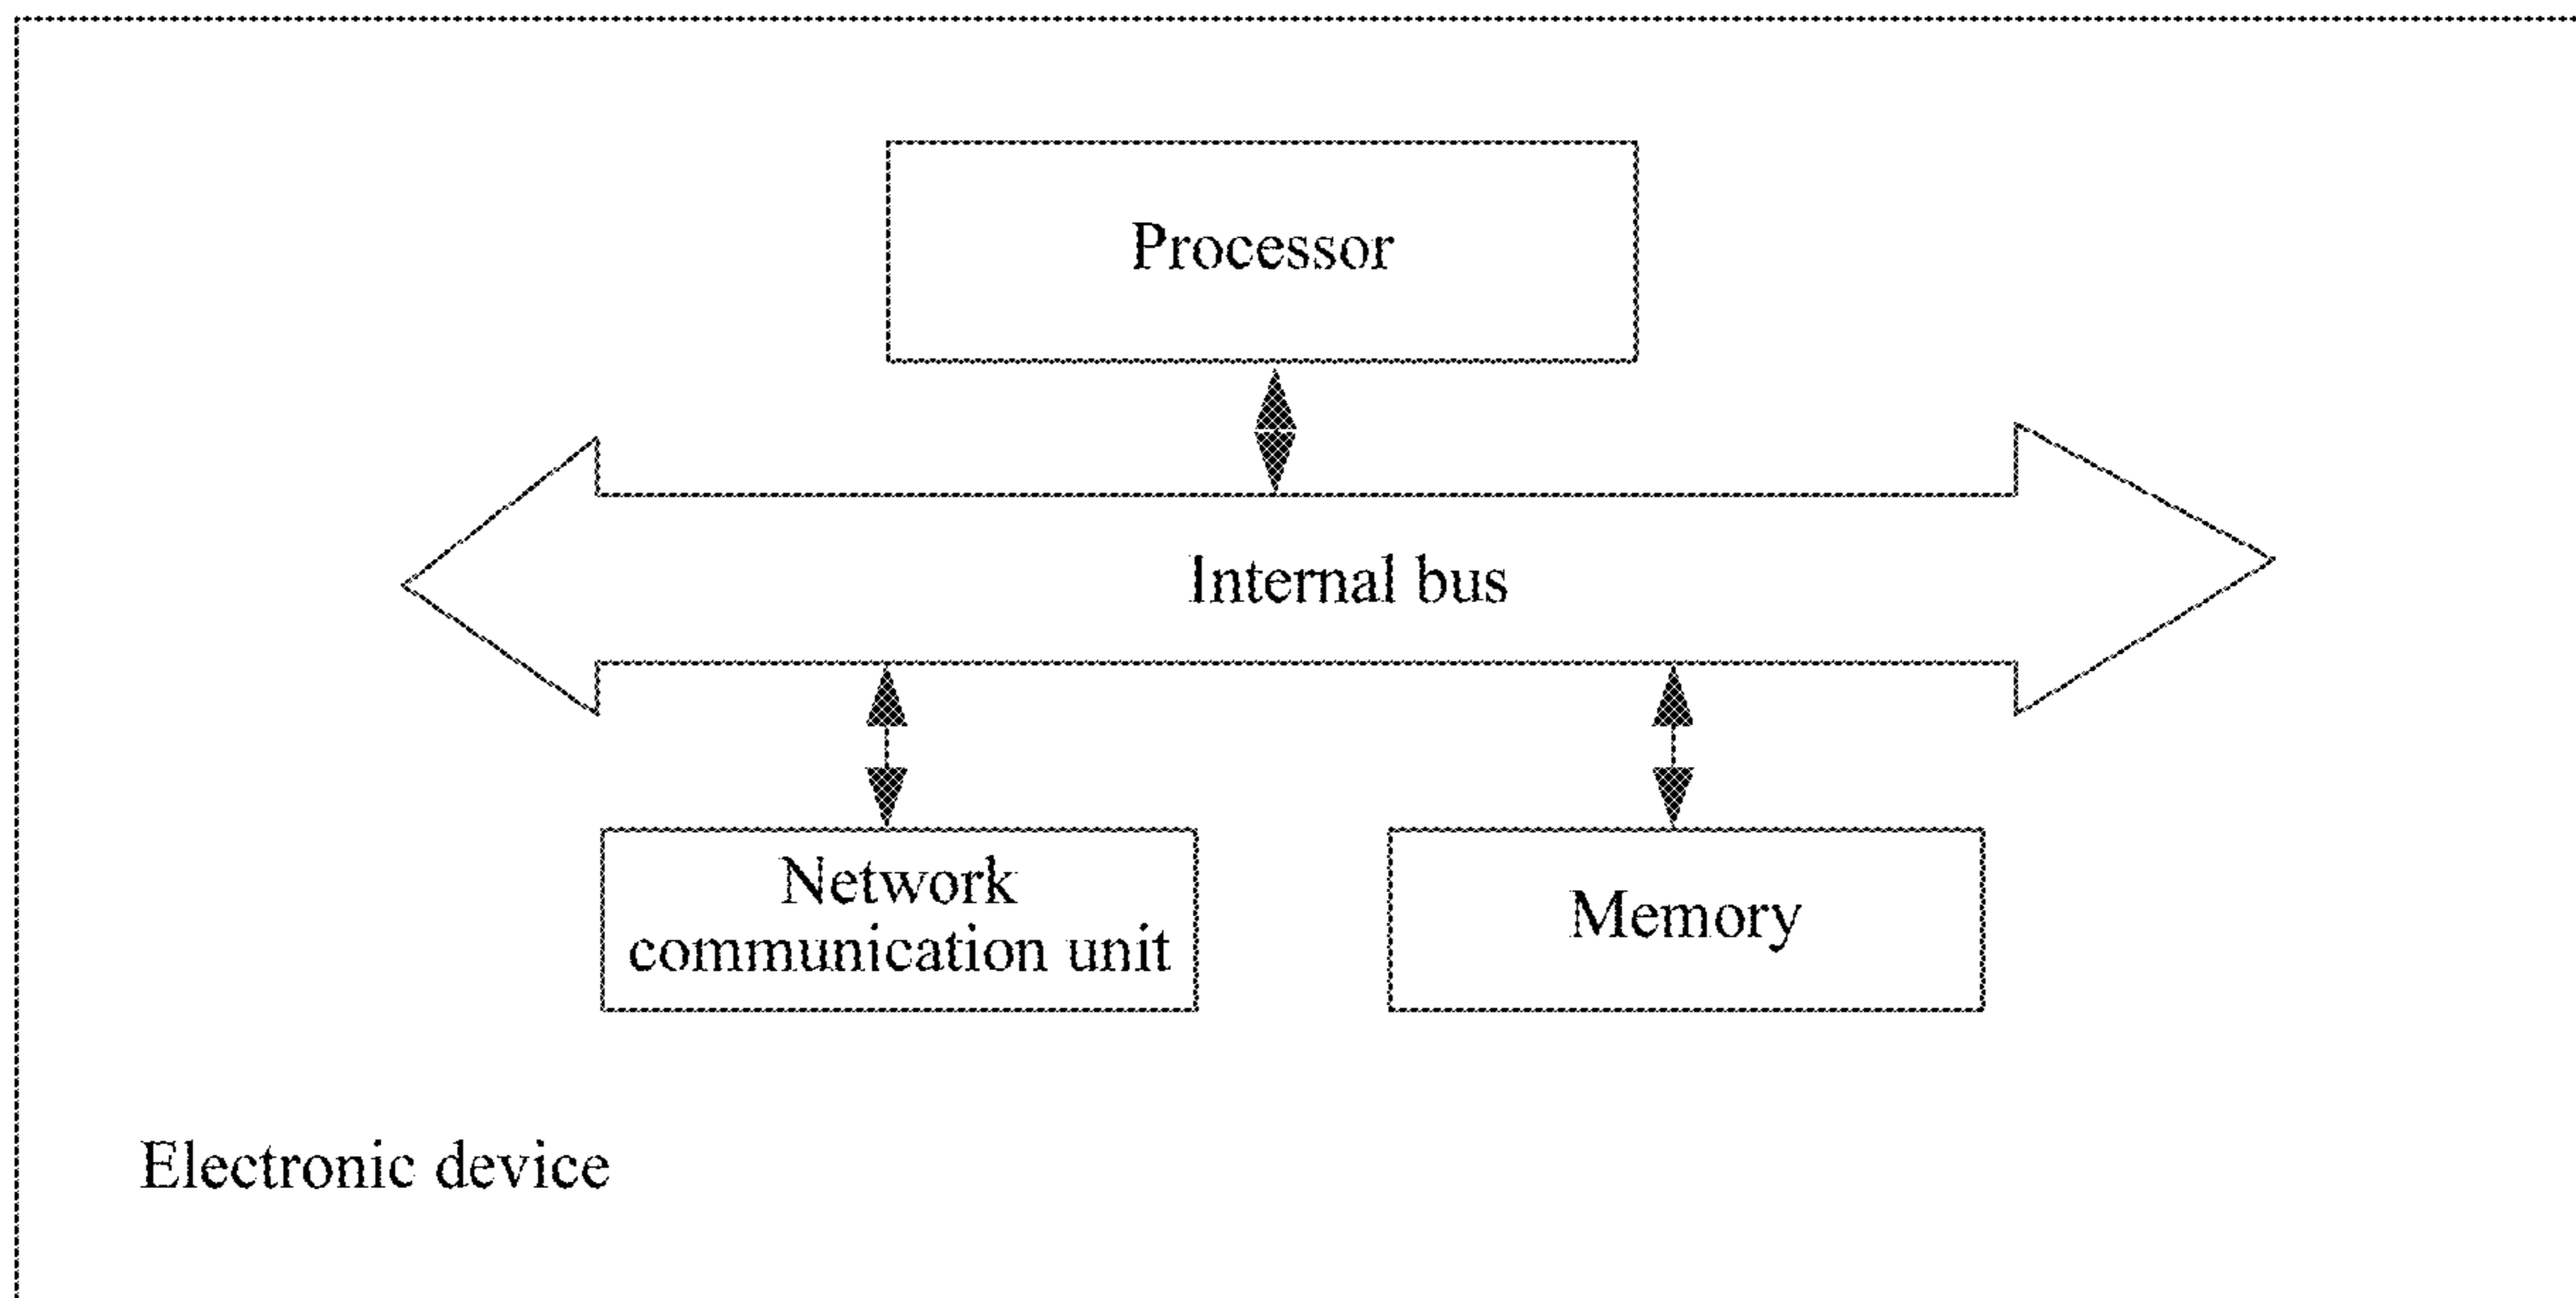 Processor
Internal bus
Network
communication unit
Memory
Electronic device